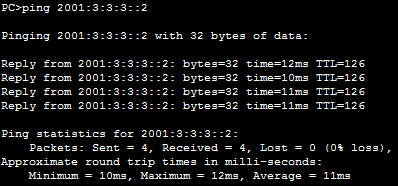 PC>ping 2001:3:3:3::2
Pinging 2001:3:3:3::2 with 32 bytes of data:
Reply from 2001:3:3:3::2: bytes=32 time=12ms TTL=126
Reply from 2001:3:3:3::2: bytes=32 time=10ms TTL=126
Reply from 2001:3:3:3::2: bytes=32 time=11ms TTL=126
Reply from 2001:3:3:3::2: bytes=32 time=11ms TTL=126
Ping statistics for 2001:3:3:3::2:
Packets: Sent = 4, Received = 4, Lost = 0 (0% loss),
Approximate round trip times in milli-seconds:
Minimum = 10ms, Maximum = 12ms, Average = 11ms